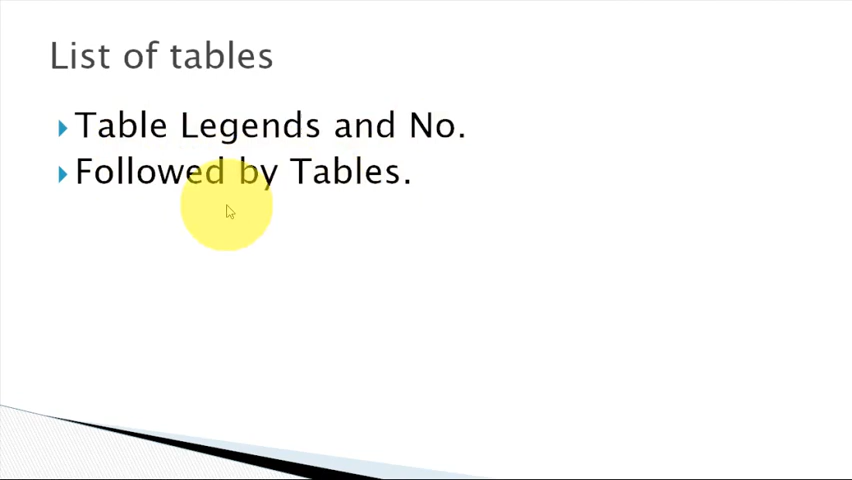 List of tables
Table Legends and No.
Followed by Tables.